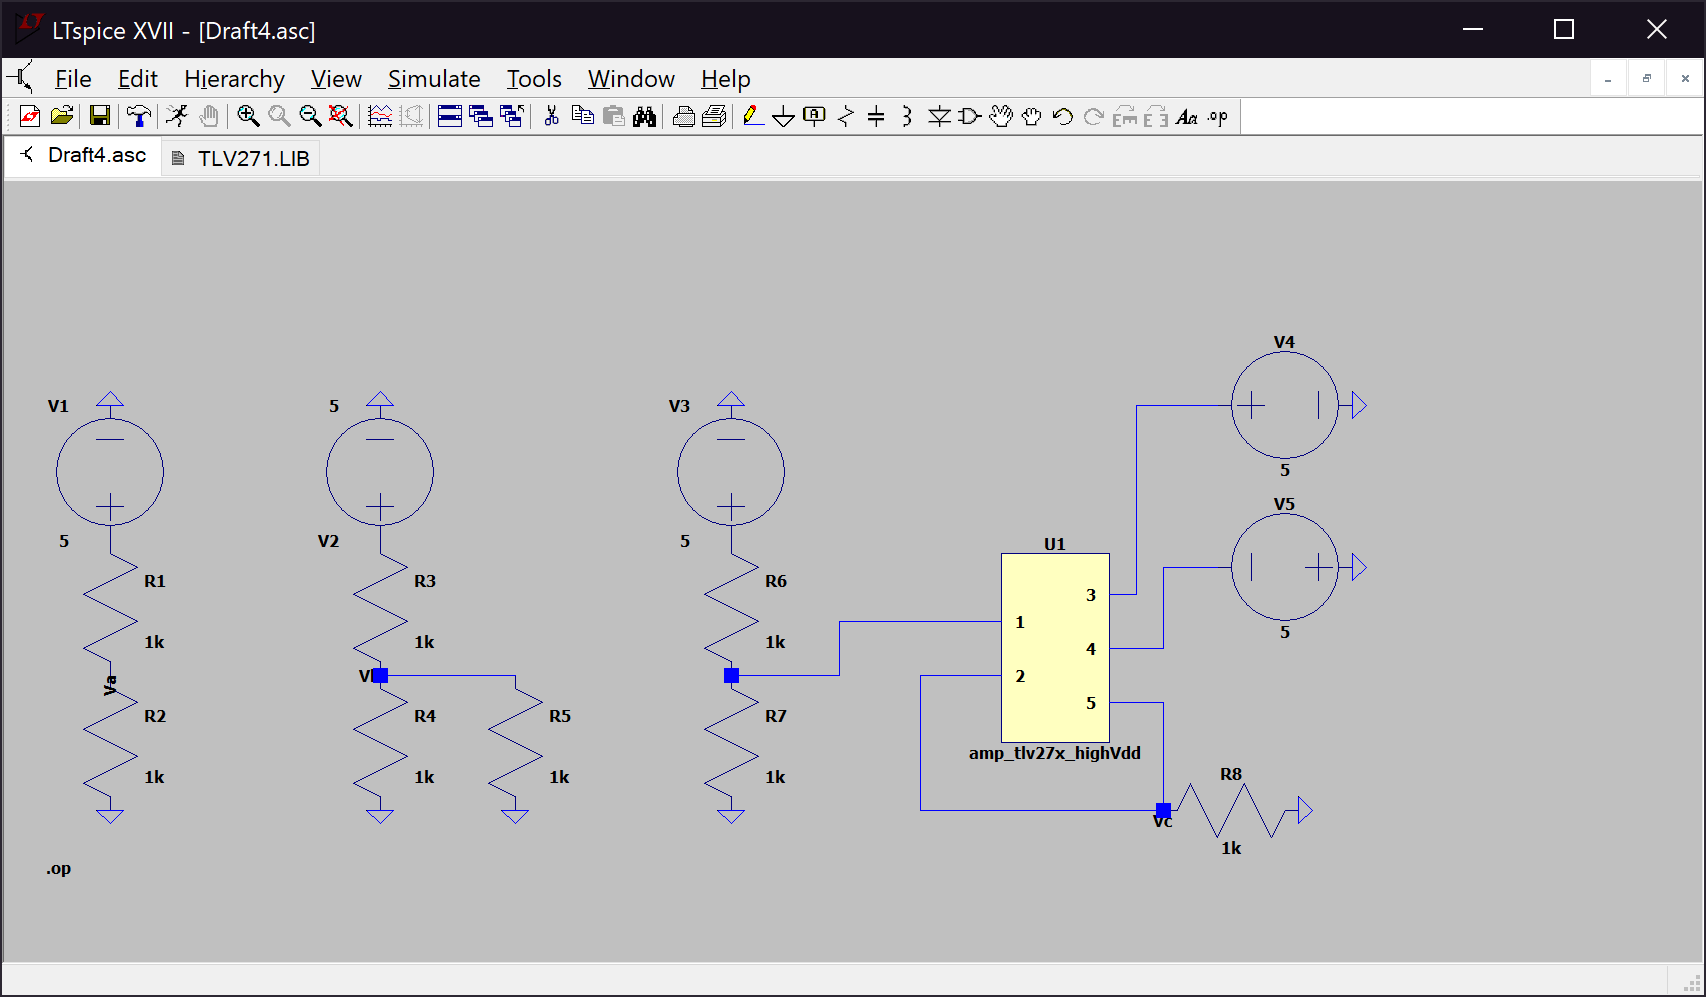 LTspice XVII - [Draft4.asc]
File Edit Hierarchy View Simulate Tools Window Help
Draft4.asc TLV271.LIB
V4
V1 5 V3
5
V5
5 V2 5
U1
R1 R3 R6
3
1
5
1k 1k 1k
4
2
Va
5
R2 R4 R5 R7
amp_tlv27x_highVdd
1k 1k 1k 1k
R8
Vc
1k
.op